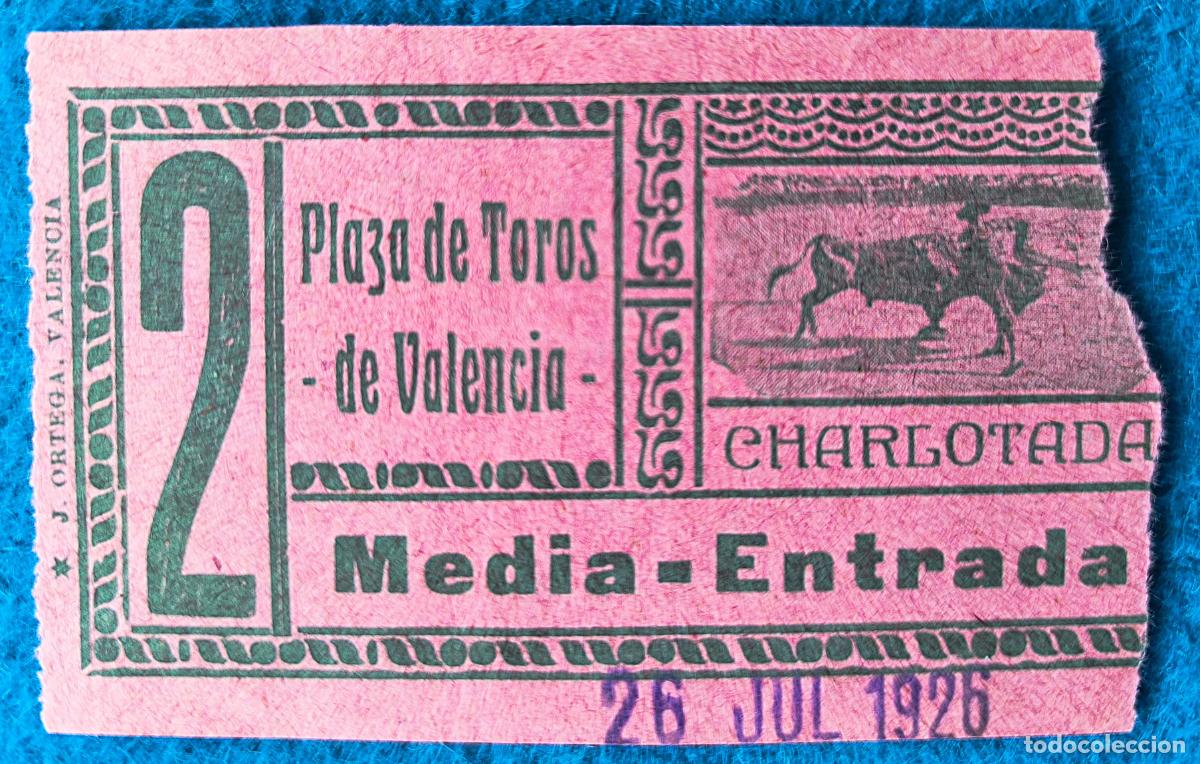 ★ J. ORTEGA, VALENCIA
2
Plaza de Toros
- de Valencia -
CHARLOTADA
Media-Entrada
26 JUL 1926
todocoleccion